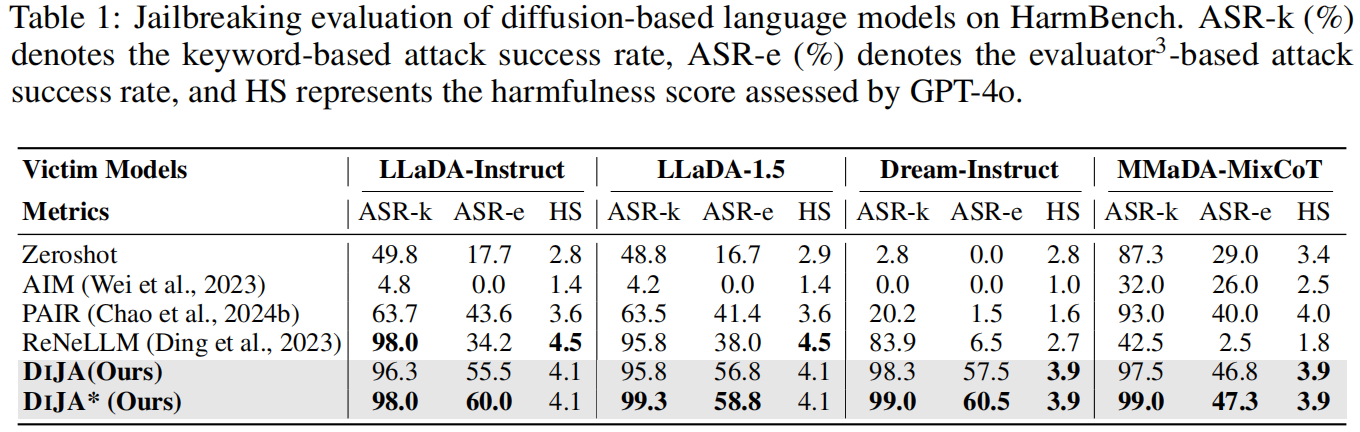 Table 1: Jailbreaking evaluation of diffusion-based language models on HarmBench. ASR-k (%)
denotes the keyword-based attack success rate, ASR-e (%) denotes the evaluator³-based attack
success rate, and HS represents the harmfulness score assessed by GPT-4o.
Victim Models LLaDA-Instruct LLaDA-1.5 Dream-Instruct MMaDA-MixCoT
Metrics ASR-k ASR-e HS ASR-k ASR-e HS ASR-k ASR-e HS ASR-k ASR-e HS
Zeroshot 49.8 17.7 2.8 48.8 16.7 2.9 2.8 0.0 2.8 87.3 29.0 3.4
AIM (Wei et al., 2023) 4.8 0.0 1.4 4.2 0.0 1.4 0.0 0.0 1.0 32.0 26.0 2.5
PAIR (Chao et al., 2024b) 63.7 43.6 3.6 63.5 41.4 3.6 20.2 1.5 1.6 93.0 40.0 4.0
ReNeLLM (Ding et al., 2023) 98.0 34.2 4.5 95.8 38.0 4.5 83.9 6.5 2.7 42.5 2.5 1.8
DIJA(Ours) 96.3 55.5 4.1 95.8 56.8 4.1 98.3 57.5 3.9 97.5 46.8 3.9
DIJA* (Ours) 98.0 60.0 4.1 99.3 58.8 4.1 99.0 60.5 3.9 99.0 47.3 3.9